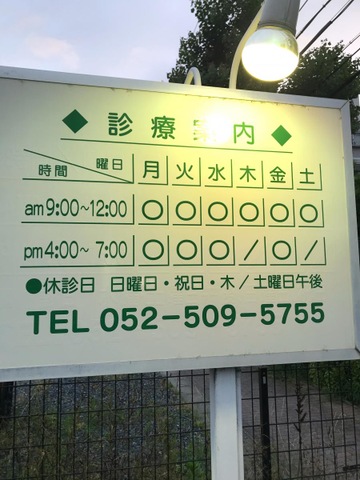 ◆診療案内◆
時間 曜日 月 火 水 木 金 土
am9:00~12:00 ○ ○ ○ ○ ○ ○
pm4:00~ 7:00 ○ ○ ○ / ○ /
●休診日 日曜日・祝日・木/土曜日午後
TEL 052-509-5755